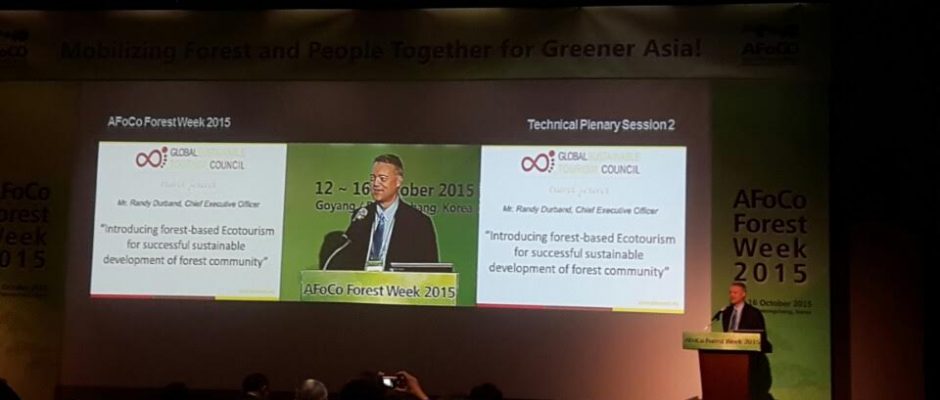 Mobilizing Forest and People Together for Greener Asia!
AFoCO
AFoCo Forest Week 2015
Technical Plenary Session 2
GLOBAL SUSTAINABLE
TOURISM COUNCIL
Mr. Randy Durband, Chief Executive Officer
“Introducing forest-based Ecotourism
for successful sustainable
development of forest community”
12 ~ 16 October 2015
Goyang
Korea
AFoCo Forest Week 2015
GLOBAL SUSTAINABLE
TOURISM COUNCIL
Mr. Randy Durband, Chief Executive Officer
“Introducing forest-based Ecotourism
for successful sustainable
development of forest community”
AFoCo
Forest
Week
2015
AFoCo
Forest
Week
2015
16 October 2015
Korea
AFoCo Forest Week 2015